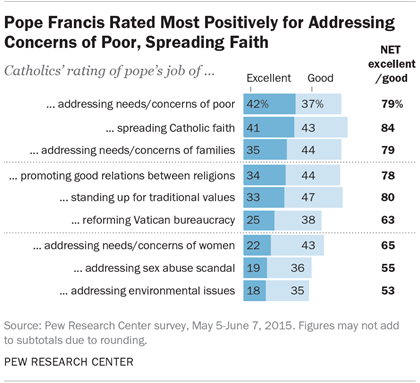 Pope Francis Rated Most Positively for Addressing
Concerns of Poor, Spreading Faith
Catholics' rating of pope's job of ...
NET
excellent
/good
Excellent Good
... addressing needs/concerns of poor 42% 37% 79%
... spreading Catholic faith 41 43 84
... addressing needs/concerns of families 35 44 79
... promoting good relations between religions 34 44 78
... standing up for traditional values 33 47 80
... reforming Vatican bureaucracy 25 38 63
... addressing needs/concerns of women 22 43 65
... addressing sex abuse scandal 19 36 55
... addressing environmental issues 18 35 53
Source: Pew Research Center survey, May 5-June 7, 2015. Figures may not add
to subtotals due to rounding.
PEW RESEARCH CENTER